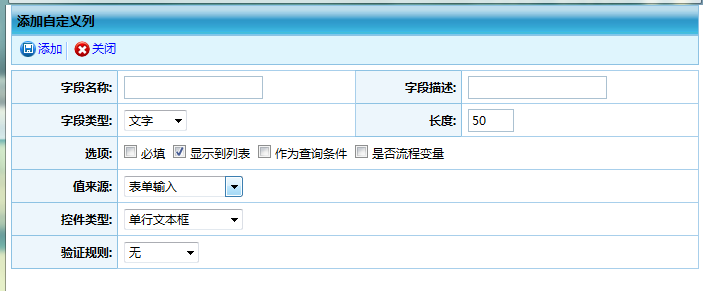 添加自定义列
添加 关闭
字段名称: 字段描述:
字段类型: 文字 长度: 50
选项: 必填 显示到列表 作为查询条件 是否流程变量
值来源: 表单输入
控件类型: 单行文本框
验证规则: 无